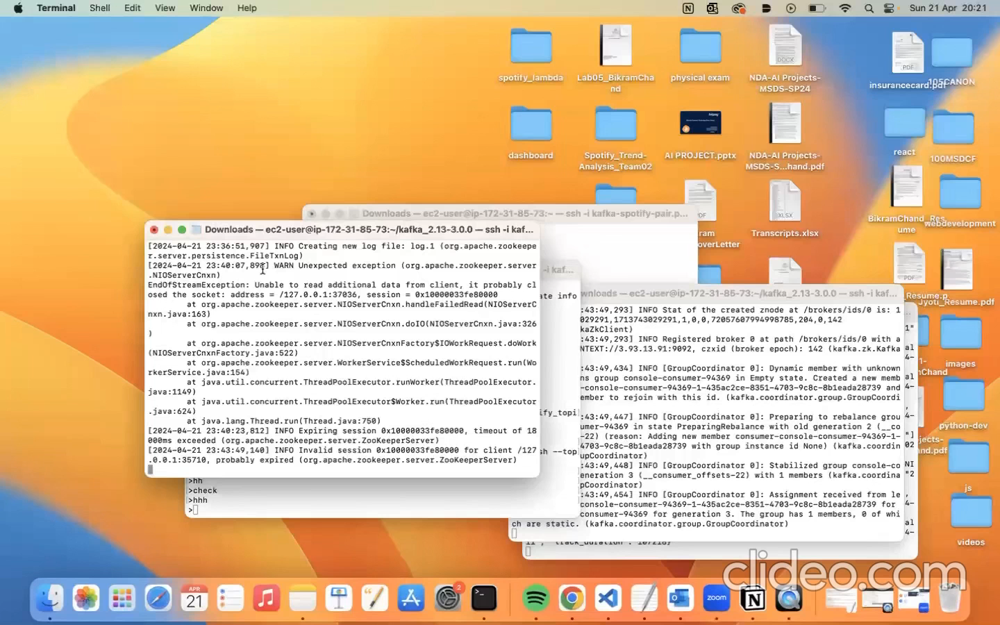 Terminal Shell Edit View Window Help
Sun 21 Apr 20:21
spotify_lambda
Lab05_BikramCha
nd
physical exam
DOCX
NDA-AI Projects-
MSDS-SP24
PDF
insurancecard.pdf
105CANON
dashboard
Spotify_Trend-
Analysis_Team02
AI PROJECT.pptx
NDA-AI Projects-
MSDS-S...hand.pdf
react
100MSDCF
XLSX
Transcripts.xlsx
BikramChand_Res
ume
webdevelopment
overLetter
PDF
_Resume.p
Jyoti_Resume.pdf
images
python-dev
js
videos
Downloads — ec2-user@ip-172-31-85-73:~ — ssh -i kafka-spotify-pair.p...
Downloads — ec2-user@ip-172-31-85-73:~/kafka_2.13-3.0.0 — ssh -i kaf...
[2024-04-21 23:36:51,907] INFO Creating new log file: log.1 (org.apache.zookeepe
r.server.persistence.FileTxnLog)
[2024-04-21 23:40:07,89 ] WARN Unexpected exception (org.apache.zookeeper.server
.NIOServerCnxn)
EndOfStreamException: Unable to read additional data from client, it probably cl
osed the socket: address = /127.0.0.1:37036, session = 0x10000033fe80000
at org.apache.zookeeper.server.NIOServerCnxn.handleFailedRead(NIOServerC
nxn.java:163)
at org.apache.zookeeper.server.NIOServerCnxn.doIO(NIOServerCnxn.java:326
)
at org.apache.zookeeper.server.NIOServerCnxnFactory$IOWorkRequest.doWork
(NIOServerCnxnFactory.java:522)
at org.apache.zookeeper.server.WorkerService$ScheduledWorkRequest.run(Wo
rkerService.java:154)
at java.util.concurrent.ThreadPoolExecutor.runWorker(ThreadPoolExecutor.
java:1149)
at java.util.concurrent.ThreadPoolExecutor$Worker.run(ThreadPoolExecutor
.java:624)
at java.lang.Thread.run(Thread.java:750)
[2024-04-21 23:40:23,812] INFO Expiring session 0x10000033fe80000, timeout of 18
000ms exceeded (org.apache.zookeeper.server.ZooKeeperServer)
[2024-04-21 23:43:49,140] INFO Invalid session 0x10000033fe80000 for client /127
.0.0.1:35710, probably expired (org.apache.zookeeper.server.ZooKeeperServer)
-i kaf...
ate info
ify_topi
sh --top
>hh
>check
>hhh
>
wnloads — ec2-user@ip-172-31-85-73:~/kafka_2.13-3.0.0 — ssh -i kaf...
:43:49,293] INFO Stat of the created znode at /brokers/ids/0 is: 1
029291,1713743029291,1,0,0,72057607994998785,204,0,142
kaZkClient)
:43:49,293] INFO Registered broker 0 at path /brokers/ids/0 with a
NTEXT://3.93.13.91:9092, czxid (broker epoch): 142 (kafka.zk.Kafka
:43:49,434] INFO [GroupCoordinator 0]: Dynamic member with unknown
ns group console-consumer-94369 in Empty state. Created a new memb
onsole-consumer-94369-1-435ac2ce-8351-4703-9c8c-8b1eada28739 and
mber to rejoin with this id. (kafka.coordinator.group.GroupCoordi
:43:49,447] INFO [GroupCoordinator 0]: Preparing to rebalance grou
onsumer-94369 in state PreparingRebalance with old generation 2 (__co
-22) (reason: Adding new member consumer-console-consumer-94369-1-
4703-9c8c-8b1eada28739 with group instance id None) (kafka.coordina
upCoordinator)
:43:49,448] INFO [GroupCoordinator 0]: Stabilized group console-co
eneration 3 (__consumer_offsets-22) with 1 members (kafka.coordina
pCoordinator)
:43:49,454] INFO [GroupCoordinator 0]: Assignment received from le
console-consumer-94369-1-435ac2ce-8351-4703-9c8c-8b1eada28739 for
onsumer-94369 for generation 3. The group has 1 members, 0 of whi
ch are static. (kafka.coordinator.group.GroupCoordinator)
APR
21
2
zoom
clideo.com